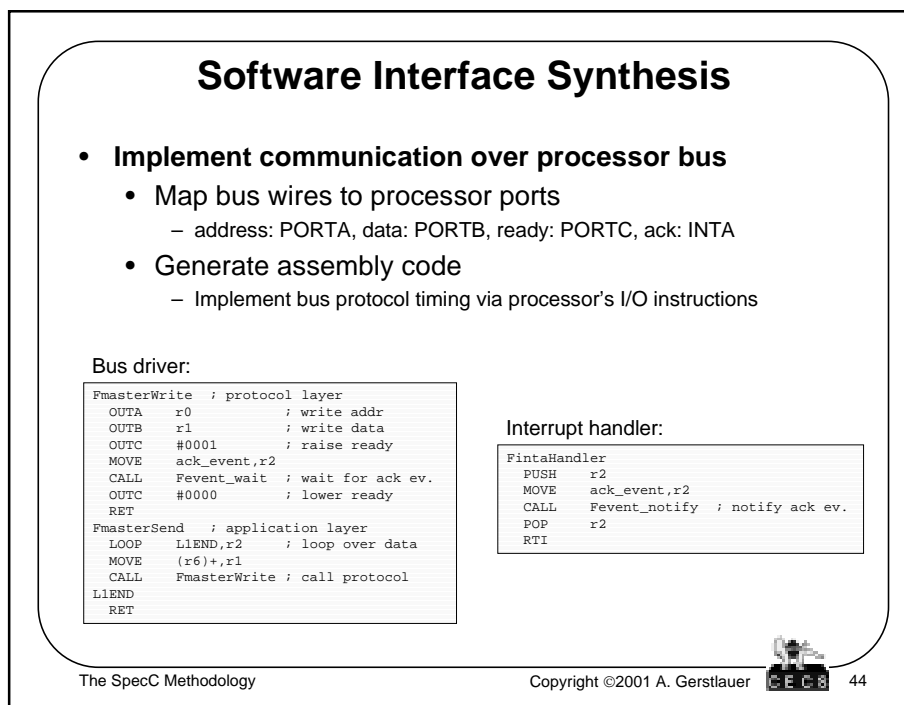 Software Interface Synthesis
• Implement communication over processor bus
• Map bus wires to processor ports
– address: PORTA, data: PORTB, ready: PORTC, ack: INTA
• Generate assembly code
– Implement bus protocol timing via processor's I/O instructions
Bus driver:
FmasterWrite ; protocol layer
OUTA r0 ; write addr
OUTB r1 ; write data
OUTC #0001 ; raise ready
MOVE ack_event,r2
CALL Fevent_wait ; wait for ack ev.
OUTC #0000 ; lower ready
RET
FmasterSend ; application layer
LOOP L1END,r2 ; loop over data
MOVE (r6)+,r1
CALL FmasterWrite ; call protocol
L1END
RET
Interrupt handler:
FintaHandler
PUSH r2
MOVE ack_event,r2
CALL Fevent_notify ; notify ack ev.
POP r2
RTI
The SpecC Methodology
Copyright ©2001 A. Gerstlauer
CECS
44